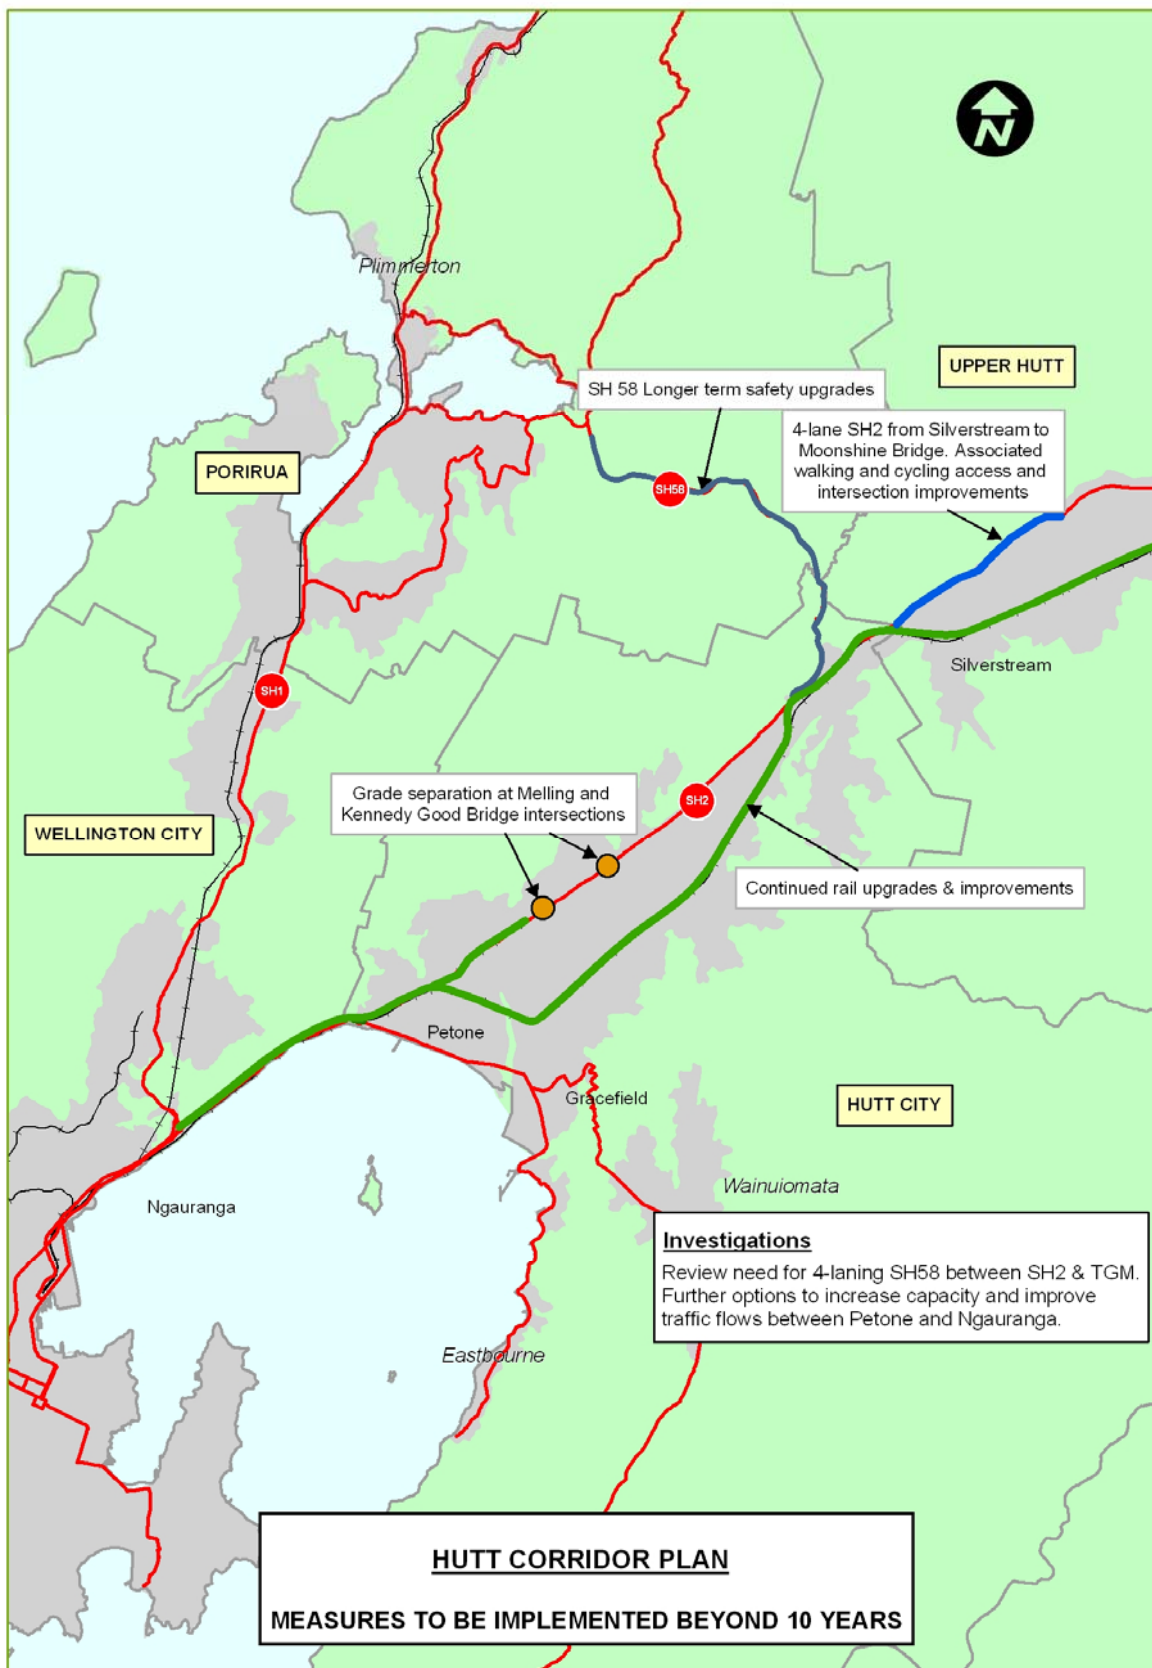 N
Plimmerton
UPPER HUTT
SH 58 Longer term safety upgrades
4-lane SH2 from Silverstream to
Moonshine Bridge. Associated
walking and cycling access and
intersection improvements
PORIRUA
SH58
Silverstream
SH1
Grade separation at Melling and
Kennedy Good Bridge intersections
SH2
WELLINGTON CITY
Continued rail upgrades & improvements
Petone
Gracefield
HUTT CITY
Wainuiomata
Ngauranga
Investigations
Review need for 4-laning SH58 between SH2 & TGM.
Further options to increase capacity and improve
traffic flows between Petone and Ngauranga.
Eastbourne
HUTT CORRIDOR PLAN
MEASURES TO BE IMPLEMENTED BEYOND 10 YEARS